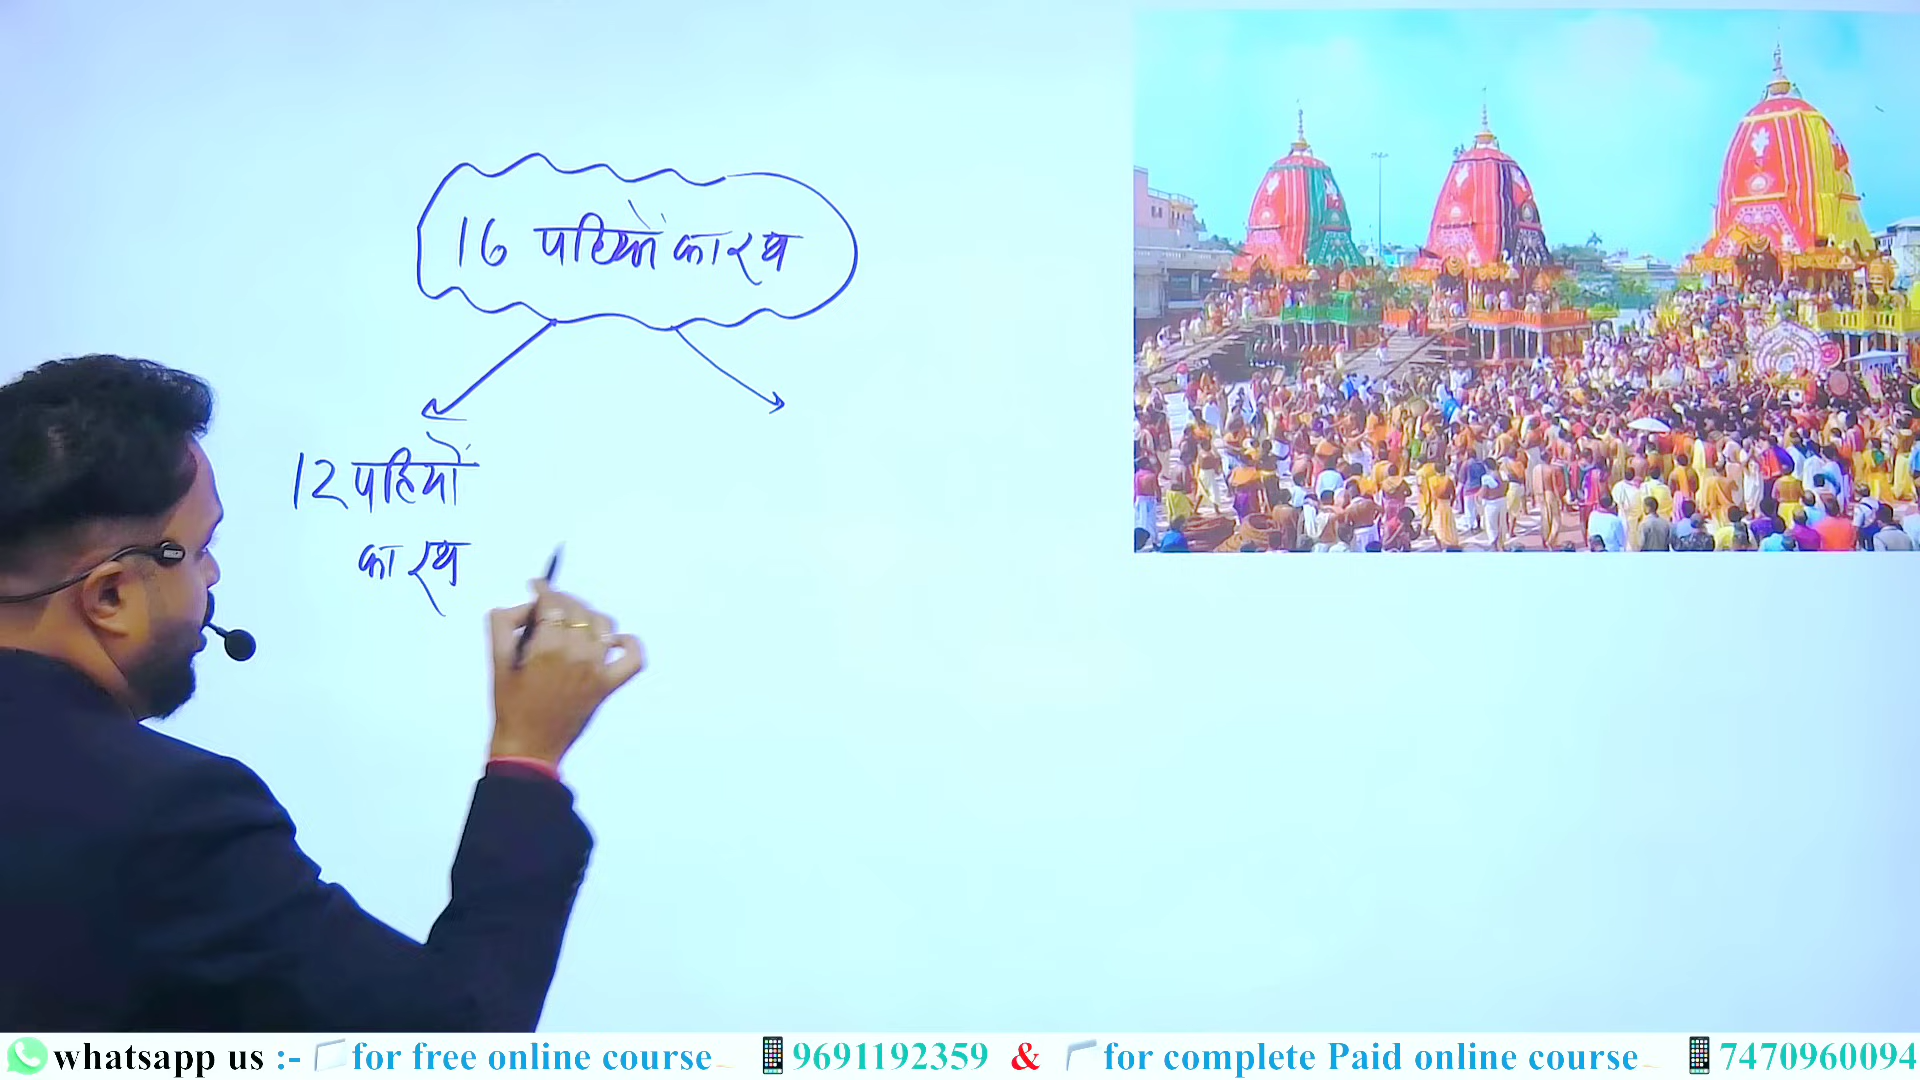 16 पहियों का रथ
12 पहियों
का रथ
whatsapp us :- for free online course 9691192359 & for complete Paid online course 7470960094